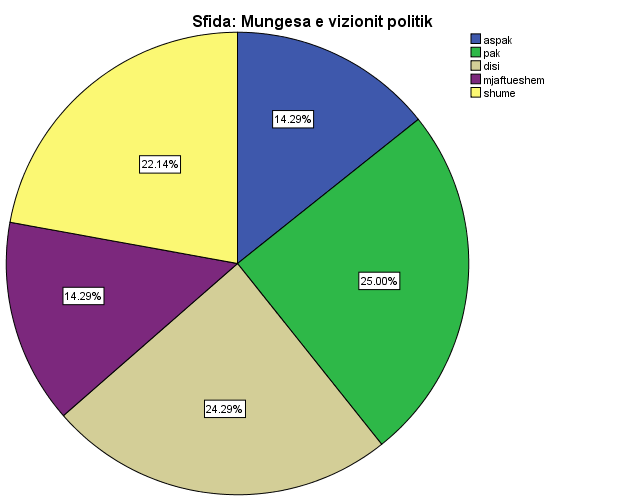 Sfida: Mungesa e vizionit politik
aspak
pak
disi
mjaftueshem
shume
14.29%
22.14%
25.00%
14.29%
24.29%